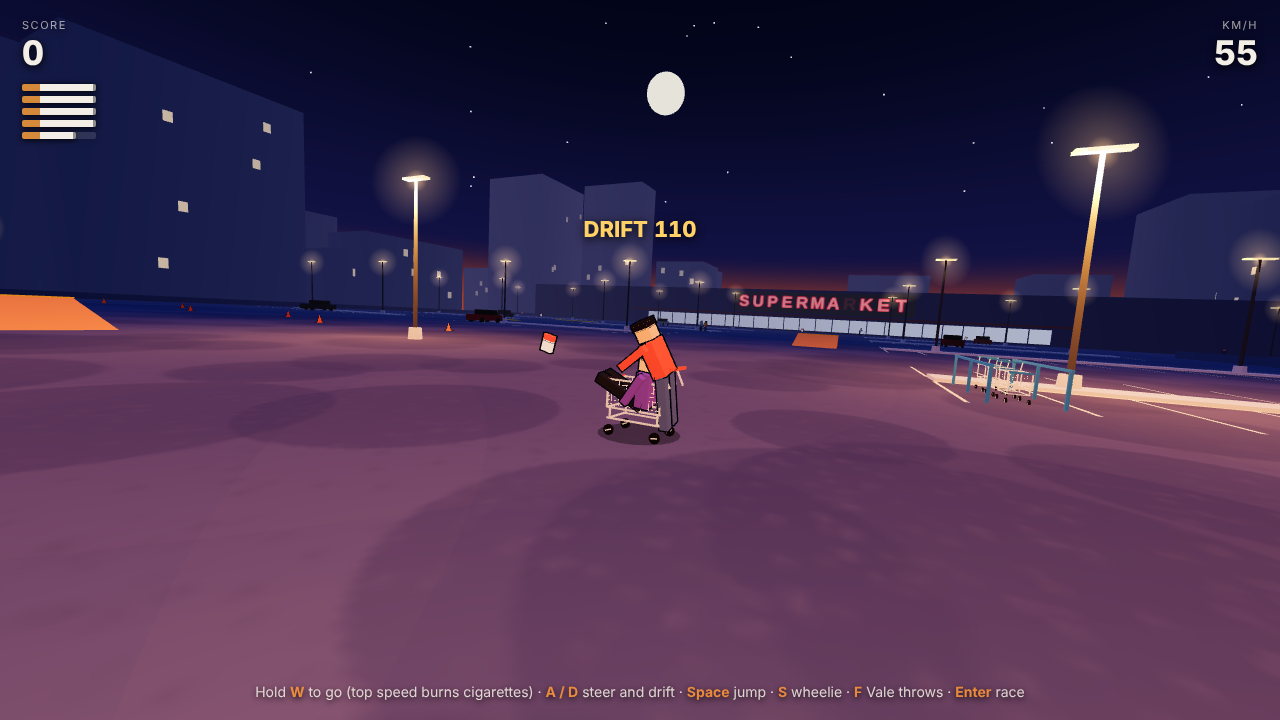 SCORE
0
KM/H
55
DRIFT 110
SUPERMARKET
Hold W to go (top speed burns cigarettes) · A / D steer and drift · Space jump · S wheelie · F Vale throws · Enter race